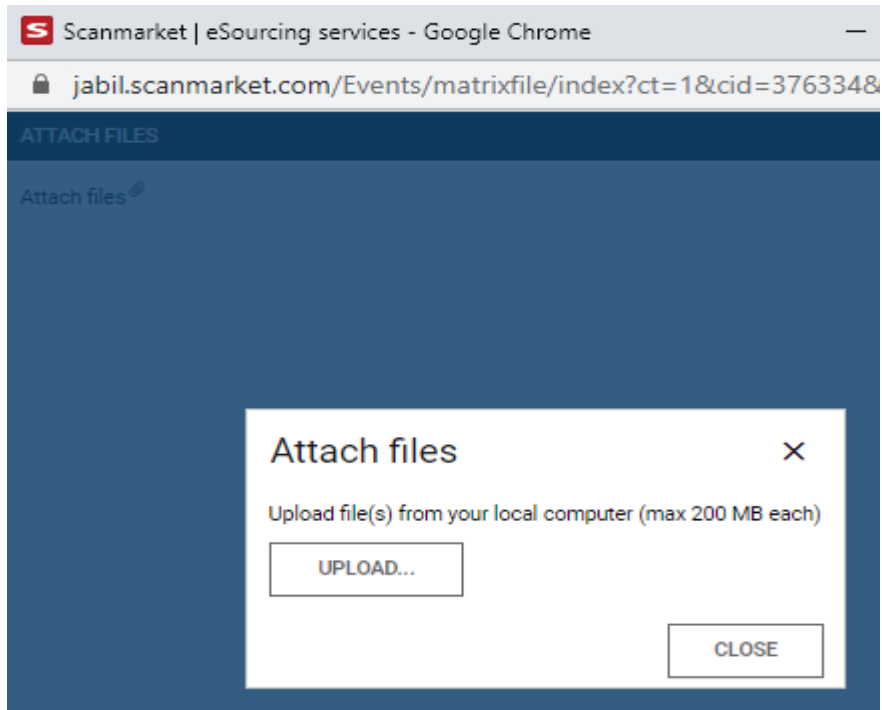 Scanmarket | eSourcing services - Google Chrome
jabil.scanmarket.com/Events/matrixfile/index?ct=1&cid=376334&
ATTACH FILES
Attach files
Attach files
Upload file(s) from your local computer (max 200 MB each)
UPLOAD...
CLOSE